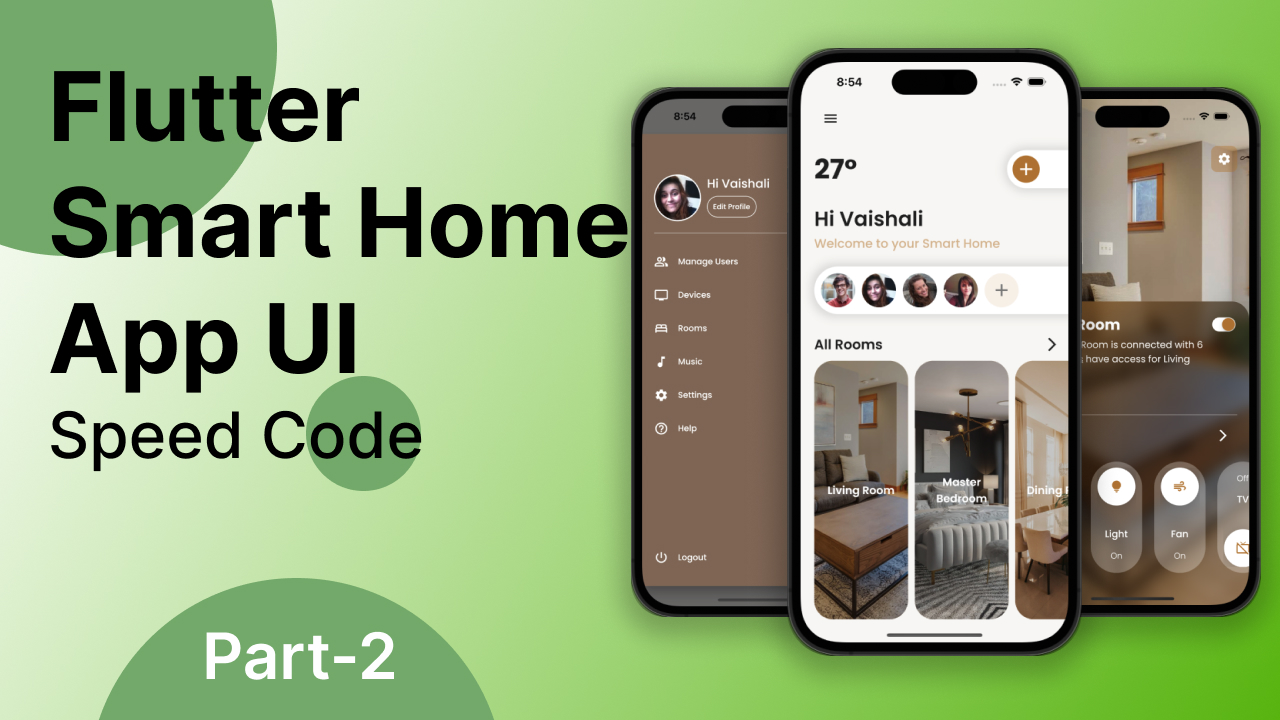 Flutter
Smart Home
App UI
Speed Code
Part-2
8:54
Hi Vaishali
Edit Profile
Manage Users
Devices
Rooms
Music
Settings
Help
Logout
8:54
27°
Hi Vaishali
Welcome to your Smart Home
All Rooms
Living Room
Master
Bedroom
Dining
Room
Room is connected with 6
have access for Living
Light
On
Fan
On
Off
TV